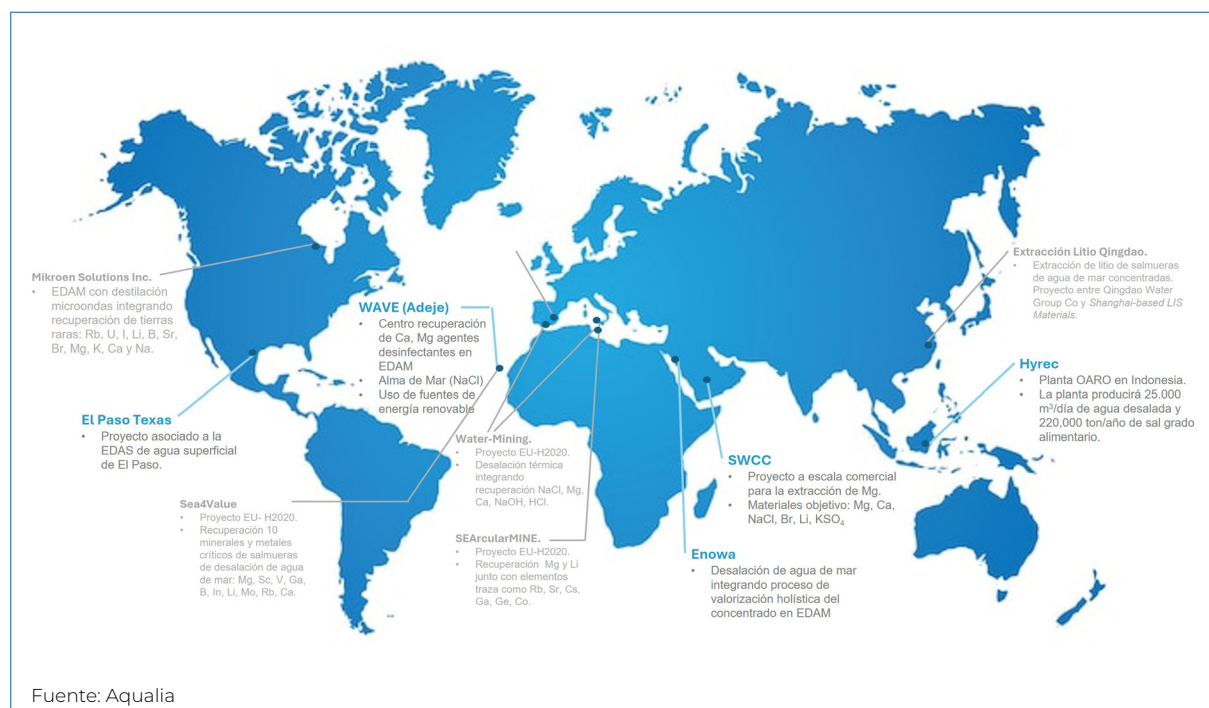 Mikroen Solutions Inc.
• EDAM con destilación
microondas integrando
recuperación de tierras
raras: Rb, U, I, Li, B, Sr,
Br, Mg, K, Ca y Na.
El Paso Texas
• Proyecto asociado a la
EDAS de agua superficial
de El Paso.
Sea4Value
• Proyecto EU- H2020.
• Recuperación 10
minerales y metales
críticos de salmueras
de desalación de agua
de mar: Mg, Sc, V, Ga,
B, In, Li, Mo, Rb, Ca.
WAVE (Adeje)
• Centro recuperación
de Ca, Mg agentes
desinfectantes en
EDAM
• Alma de Mar (NaCl)
• Uso de fuentes de
energía renovable
Water-Mining.
• Proyecto EU-H2020.
• Desalación térmica
integrando
recuperación NaCl, Mg,
Ca, NaOH, HCl.
SEArcularMINE.
• Proyecto EU-H2020.
• Recuperación Mg y Li
junto con elementos
traza como Rb, Sr, Cs,
Ga, Ge, Co.
SWCC
• Proyecto a escala comercial
para la extracción de Mg.
• Materiales objetivo: Mg, Ca,
NaCl, Br, Li, KSO₄
Enowa
• Desalación de agua de mar
integrando proceso de
valorización holística del
concentrado en EDAM
Extracción Litio Qingdao.
• Extracción de litio de salmueras
de agua de mar concentradas.
Proyecto entre Qingdao Water
Group Co y Shanghai-based LIS
Materials.
Hyrec
• Planta OARO en Indonesia.
• La planta producirá 25.000
m³/día de agua desalada y
220,000 ton/año de sal grado
alimentario.
Fuente: Aqualia